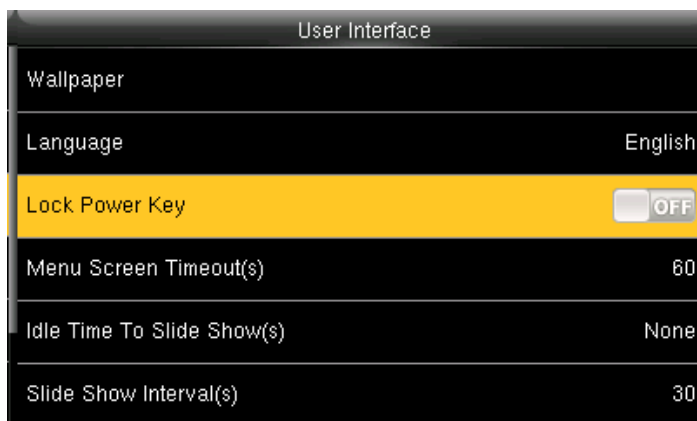 User Interface
Wallpaper
Language English
Lock Power Key OFF
Menu Screen Timeout(s) 60
Idle Time To Slide Show(s) None
Slide Show Interval(s) 30